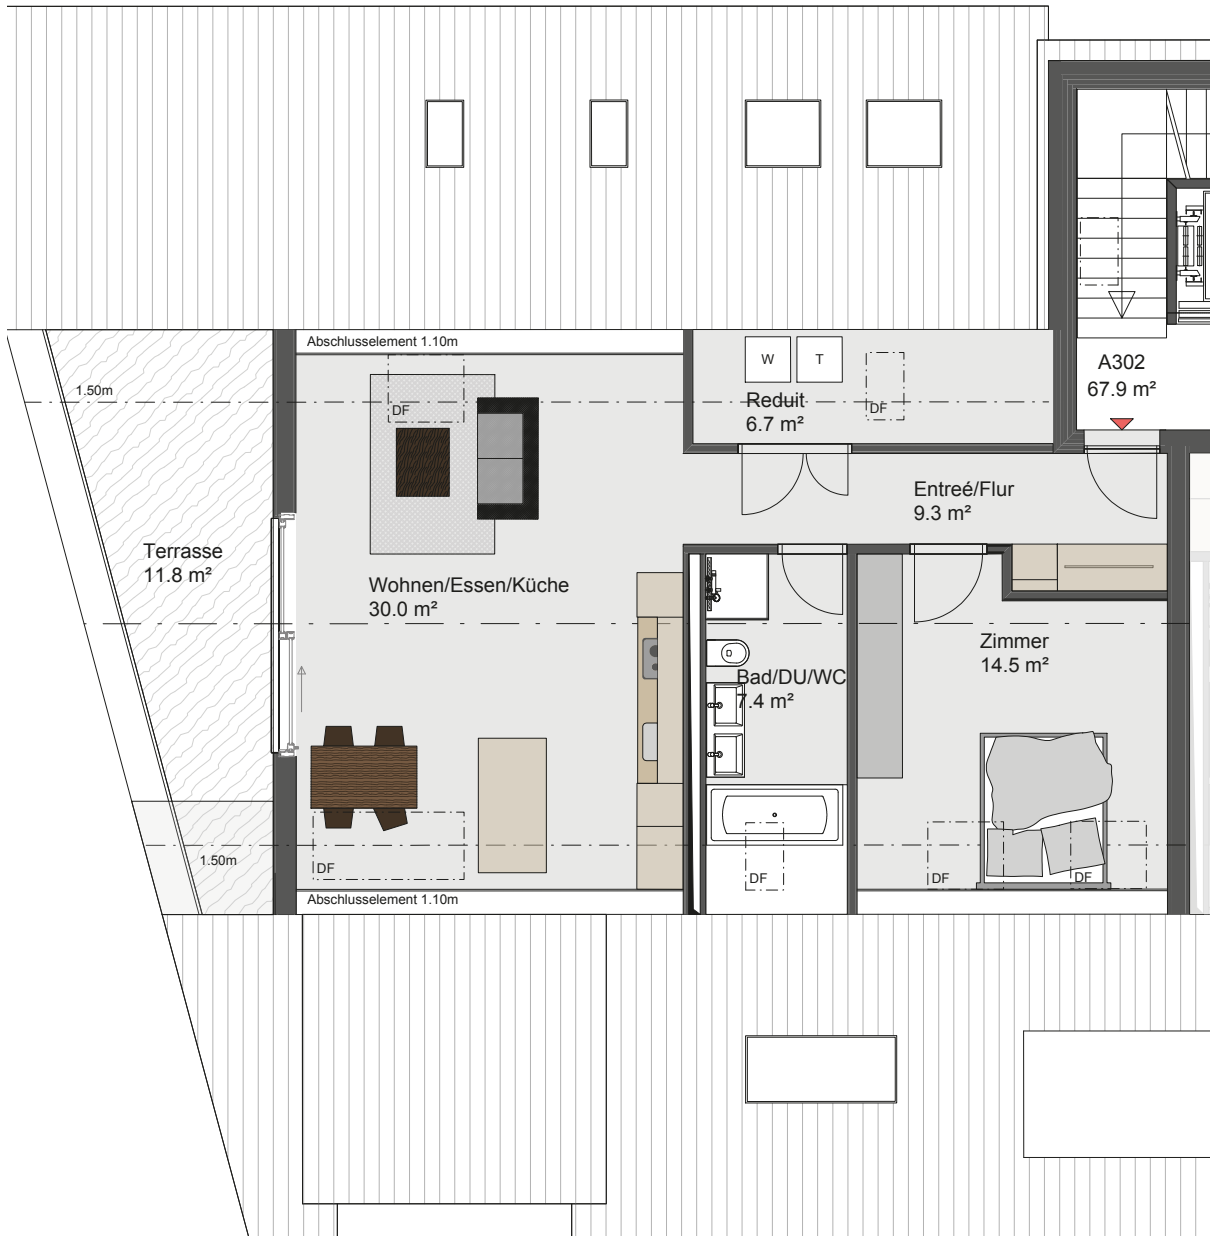 Abschlusselement 1.10m
W
T
A302
67.9 m²
1.50m
DF
Reduit
6.7 m²
DF
Entreé/Flur
9.3 m²
Terrasse
11.8 m²
Wohnen/Essen/Küche
30.0 m²
Zimmer
14.5 m²
Bad/DU/WC
7.4 m²
1.50m
DF
DF
DF
DF
Abschlusselement 1.10m